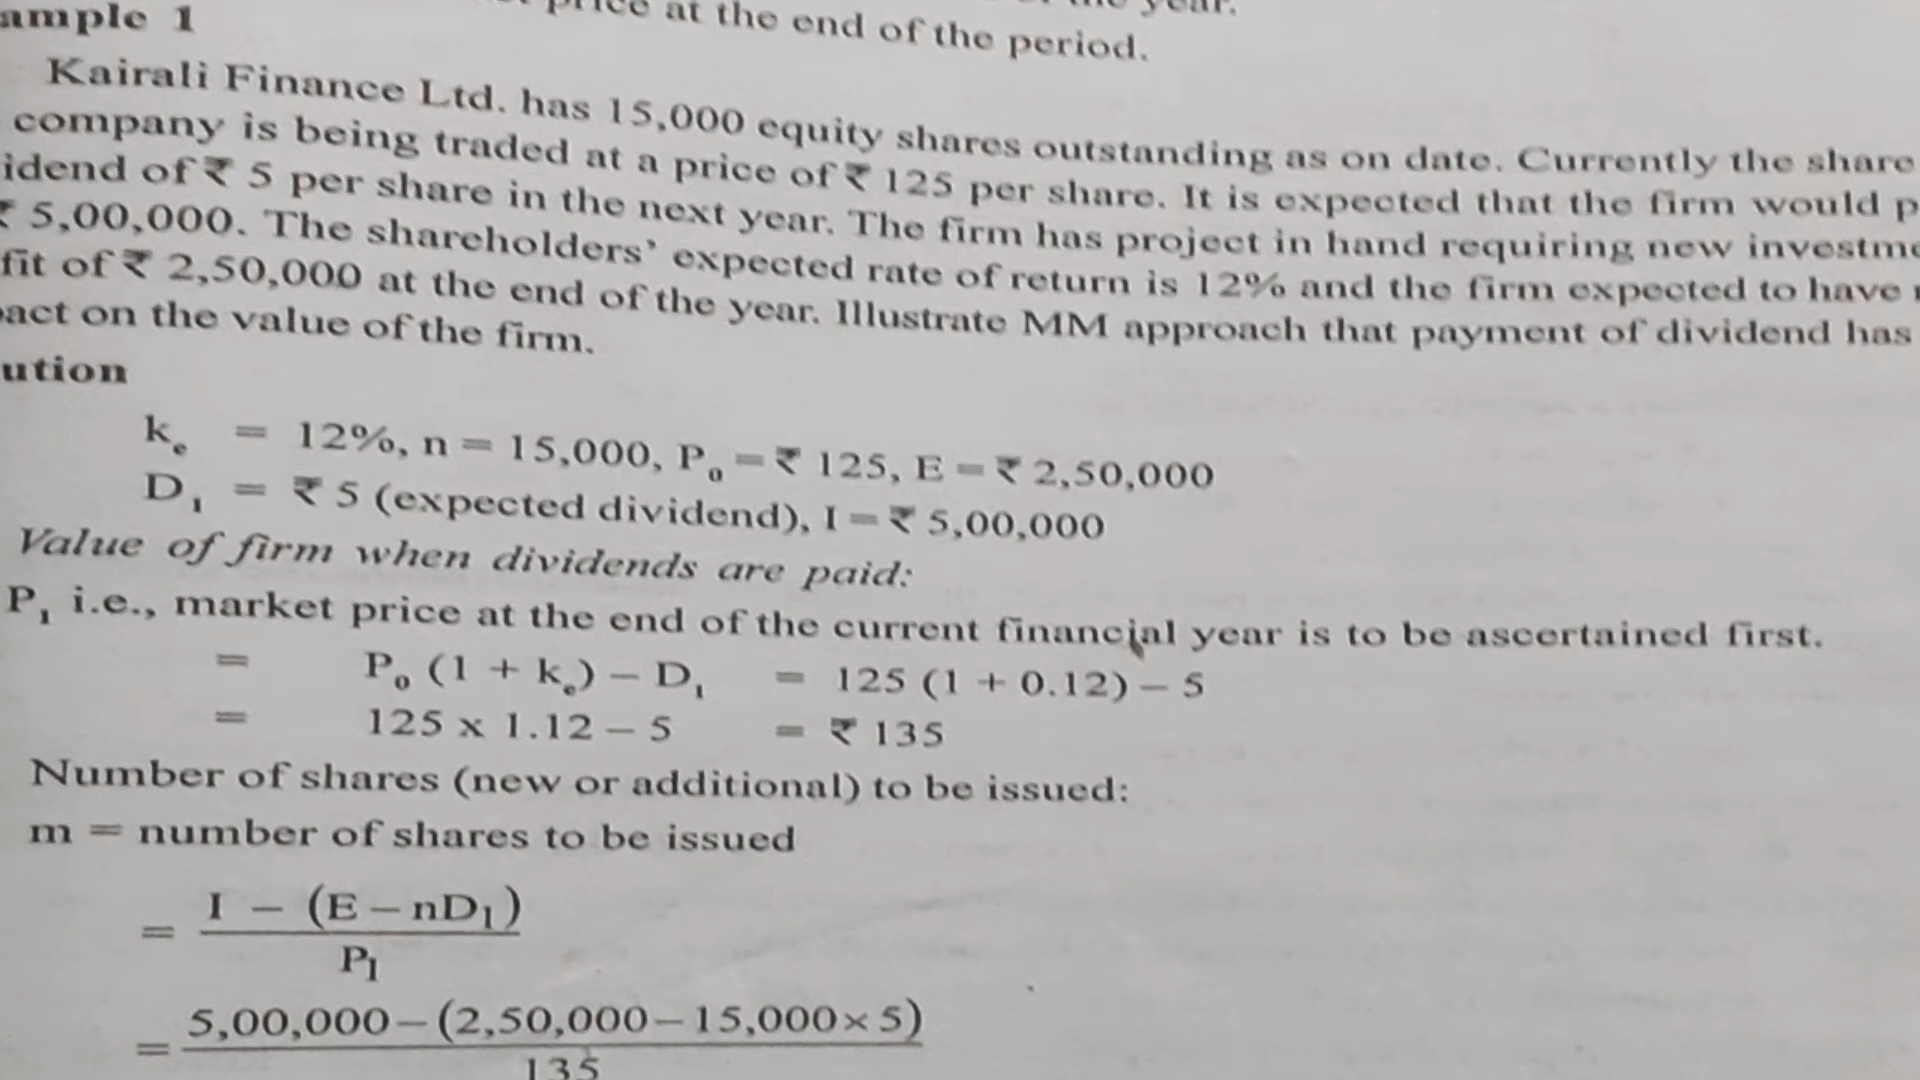 price at the end of the period.
ample 1
Kairali Finance Ltd. has 15,000 equity shares outstanding as on date. Currently the share
company is being traded at a price of ₹ 125 per share. It is expected that the firm would p
idend of ₹ 5 per share in the next year. The firm has project in hand requiring new investme
₹ 5,00,000. The shareholders' expected rate of return is 12% and the firm expected to have n
fit of ₹ 2,50,000 at the end of the year. Illustrate MM approach that payment of dividend has
pact on the value of the firm.
ution
kₑ = 12%, n = 15,000, P₀ = ₹ 125, E = ₹ 2,50,000
D₁ = ₹ 5 (expected dividend), I = ₹ 5,00,000
Value of firm when dividends are paid:
P₁ i.e., market price at the end of the current financial year is to be ascertained first.
= P₀ (1 + kₑ) – D₁ = 125 (1 + 0.12) – 5
= 125 x 1.12 – 5 = ₹ 135
Number of shares (new or additional) to be issued:
m = number of shares to be issued
= I – (E – nD₁)
P₁
= 5,00,000 – (2,50,000 – 15,000 × 5)
135